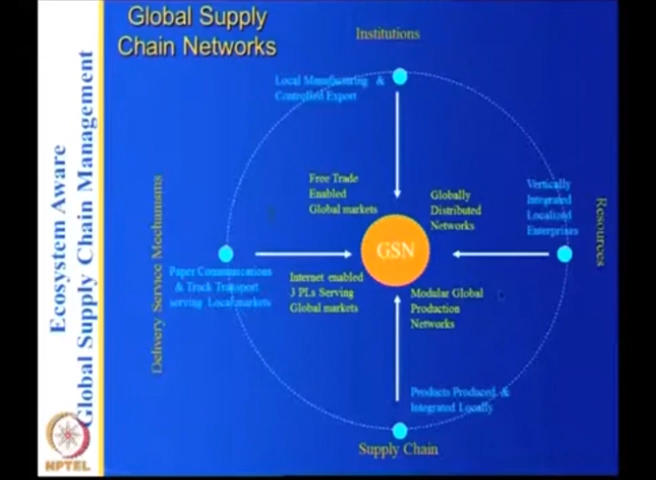 Global Supply
Chain Networks
Institutions
Local Manufacturing &
Controlled Export
Free Trade
Enabled
Global markets
Globally
Distributed
Networks
Vertically
Integrated
Localized
Enterprises
Resources
GSN
Paper Communications
& Truck Transport
serving Local markets
Internet enabled
3 PLs Serving
Global markets
Modular Global
Production
Networks
Products Produced &
Integrated Locally
Supply Chain
Delivery Service Mechanisms
Ecosystem Aware
Global Supply Chain Management
NPTEL